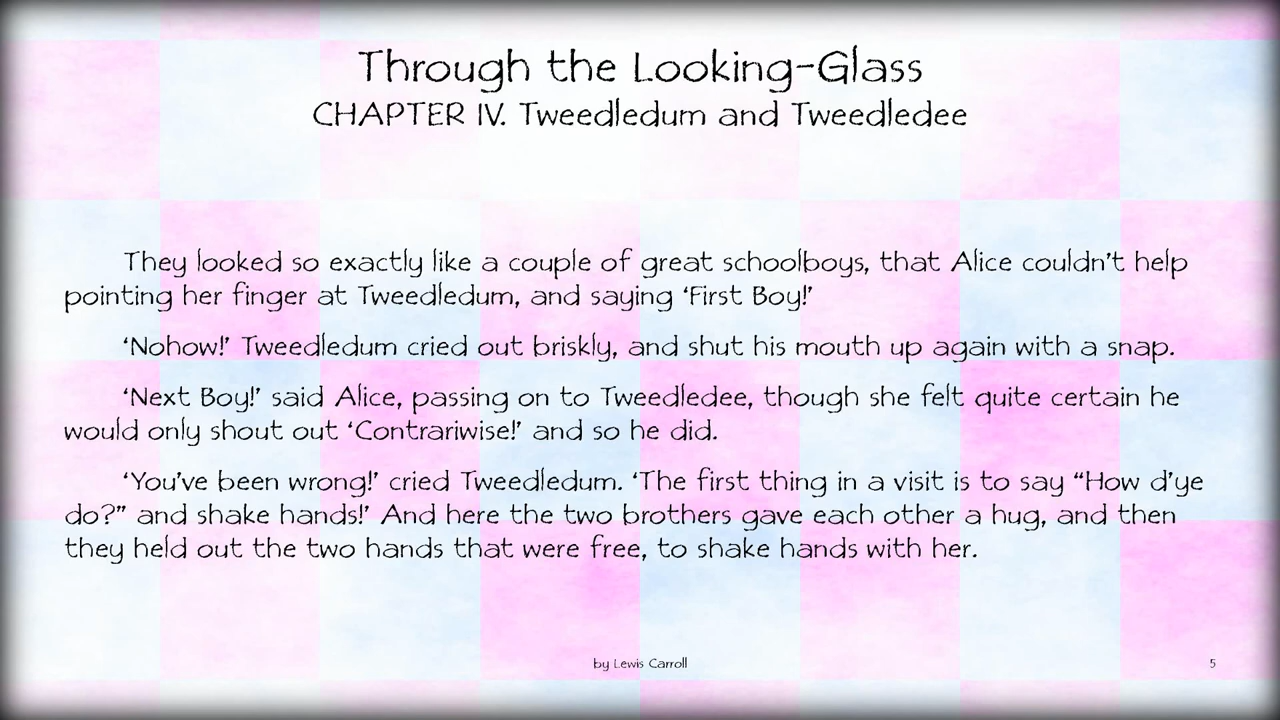 Through the Looking-Glass
CHAPTER IV. Tweedledum and Tweedledee
They looked so exactly like a couple of great schoolboys, that Alice couldn’t help
pointing her finger at Tweedledum, and saying ‘First Boy!’
‘Nohow!’ Tweedledum cried out briskly, and shut his mouth up again with a snap.
‘Next Boy!’ said Alice, passing on to Tweedledee, though she felt quite certain he
would only shout out ‘Contrariwise!’ and so he did.
‘You’ve been wrong!’ cried Tweedledum. ‘The first thing in a visit is to say “How d’ye
do?” and shake hands!’ And here the two brothers gave each other a hug, and then
they held out the two hands that were free, to shake hands with her.
by Lewis Carroll
5